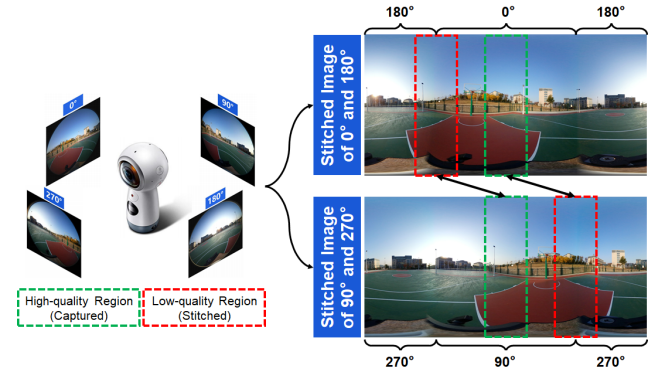 180°
0°
180°
0°
90°
270°
180°
Stitched Image
of 0° and 180°
Stitched Image
of 90° and 270°
High-quality Region
(Captured)
Low-quality Region
(Stitched)
270°
90°
270°